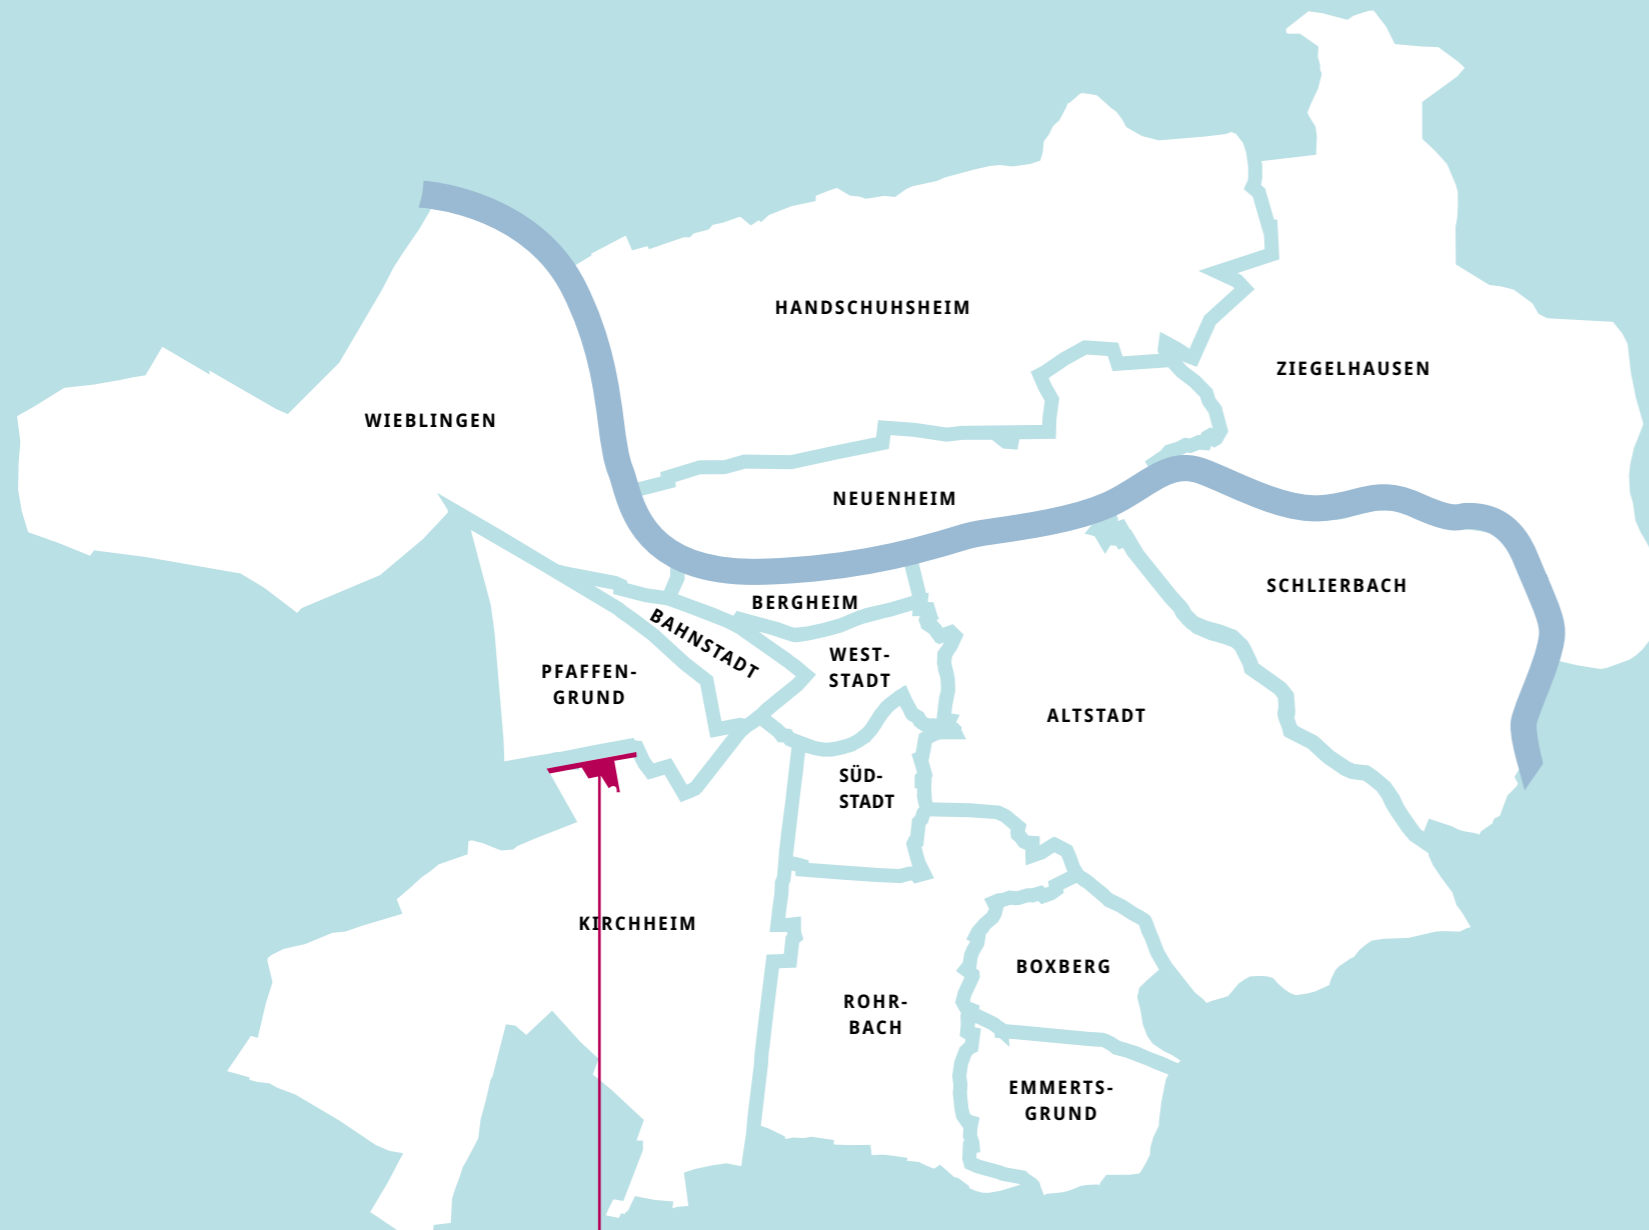 HANDSCHUHSHEIM
ZIEGELHAUSEN
WIEBLINGEN
NEUENHEIM
SCHLIERBACH
BERGHEIM
BAHNSTADT
WEST-
STADT
PFAFFEN-
GRUND
ALTSTADT
SÜD-
STADT
KIRCHHEIM
BOXBERG
ROHR-
BACH
EMMERTS-
GRUND